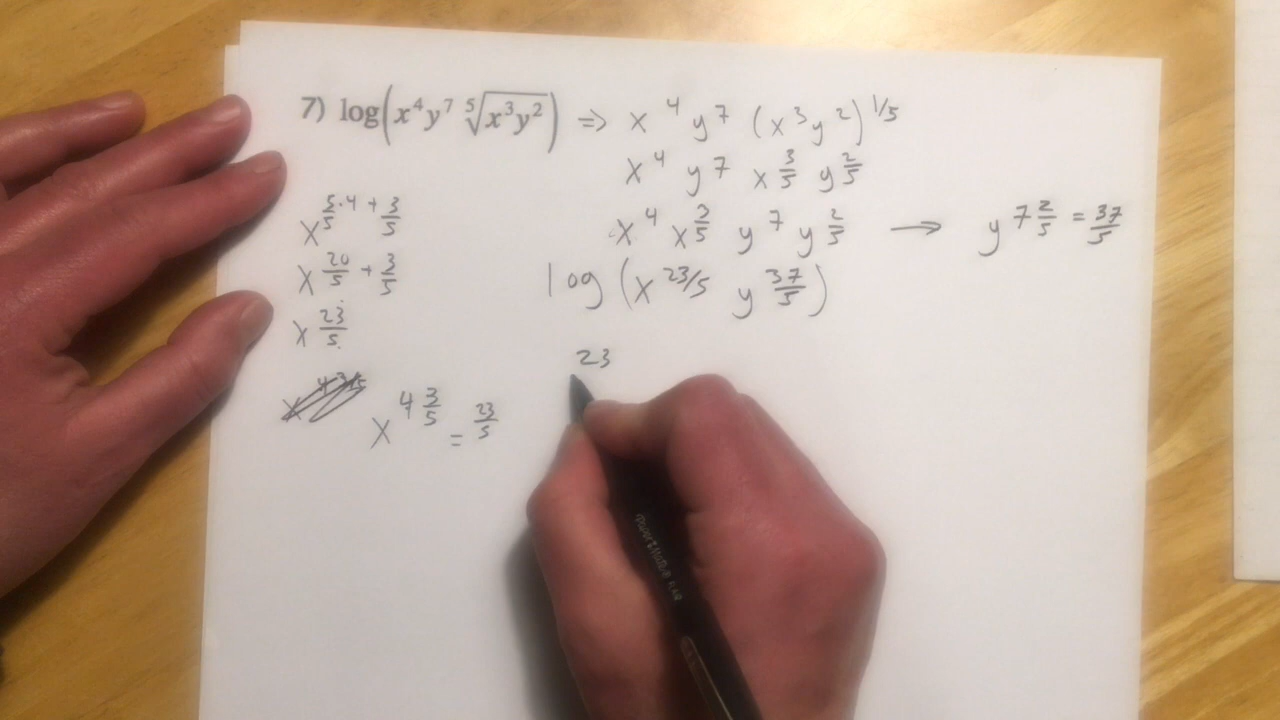 7) log(x⁴y⁷ ⁵√(x³y²)) ⇒ x⁴ y⁷ (x³y²)^1/5
x⁴ y⁷ x^3/5 y^2/5
x⁴ x^3/5 y⁷ y^2/5 → y^7 2/5 = 37/5
log (x^23/5 y^37/5)
23
x^5/5·4 + 3/5
x^20/5 + 3/5
x^23/5
x^4 3/5 = 23/5